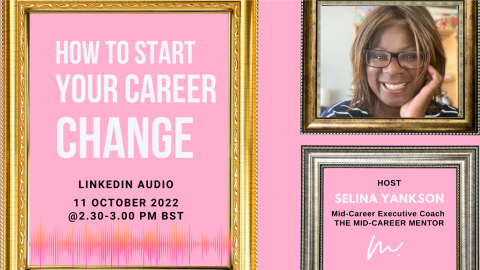 HOW TO START
YOUR CAREER
CHANGE
LINKEDIN AUDIO
11 OCTOBER 2022
@2.30-3.00 PM BST
HOST
SELINA YANKSON
Mid-Career Executive Coach
THE MID-CAREER MENTOR
m.